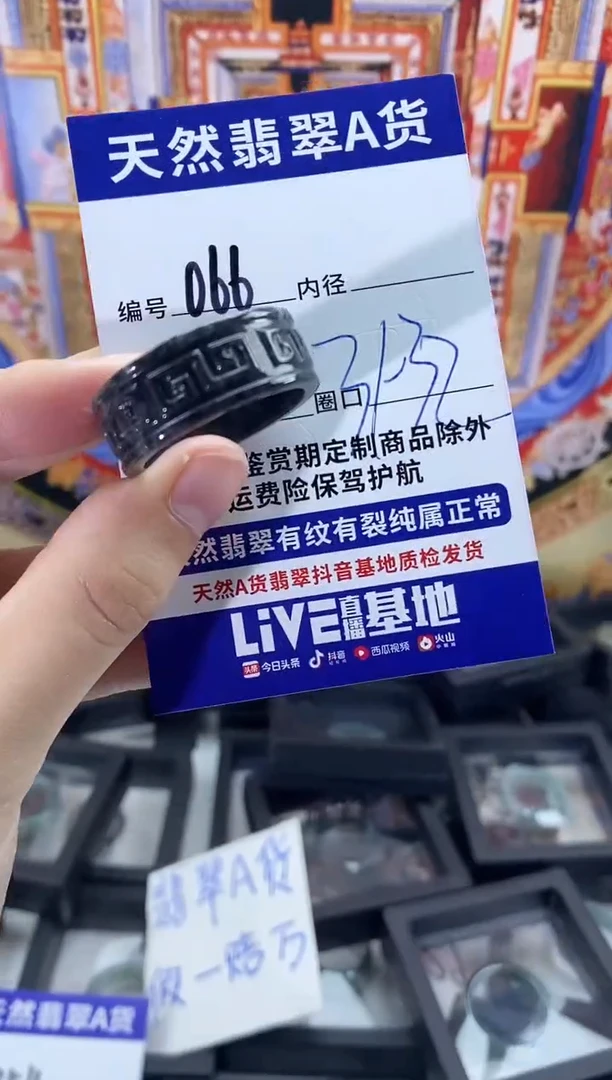 天然翡翠A货
编号 066 内径
圈口
鉴赏期定制商品除外
运费险保驾护航
然翡翠有纹有裂纯属正常
天然A货翡翠抖音基地质检发货
LiVE直播基地
头条 今日头条 抖音 西瓜视频 火山
翡翠A货
假一赔万
天然翡翠A货